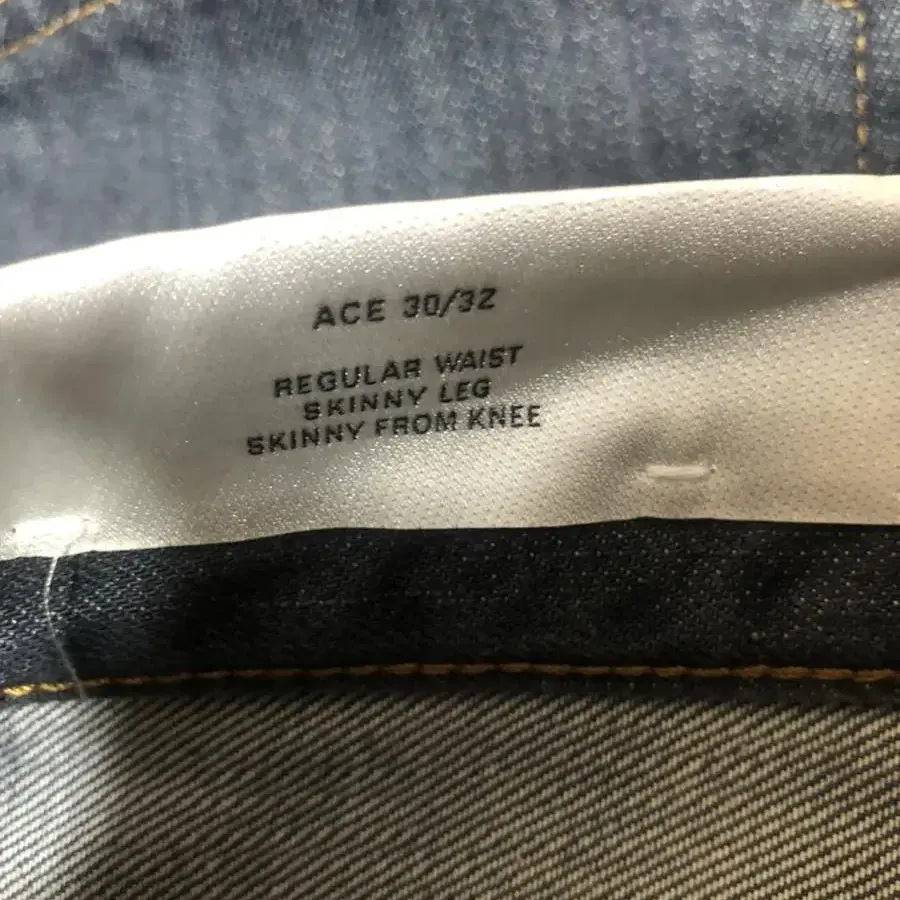 ACE 30/32
REGULAR WAIST
SKINNY LEG
SKINNY FROM KNEE